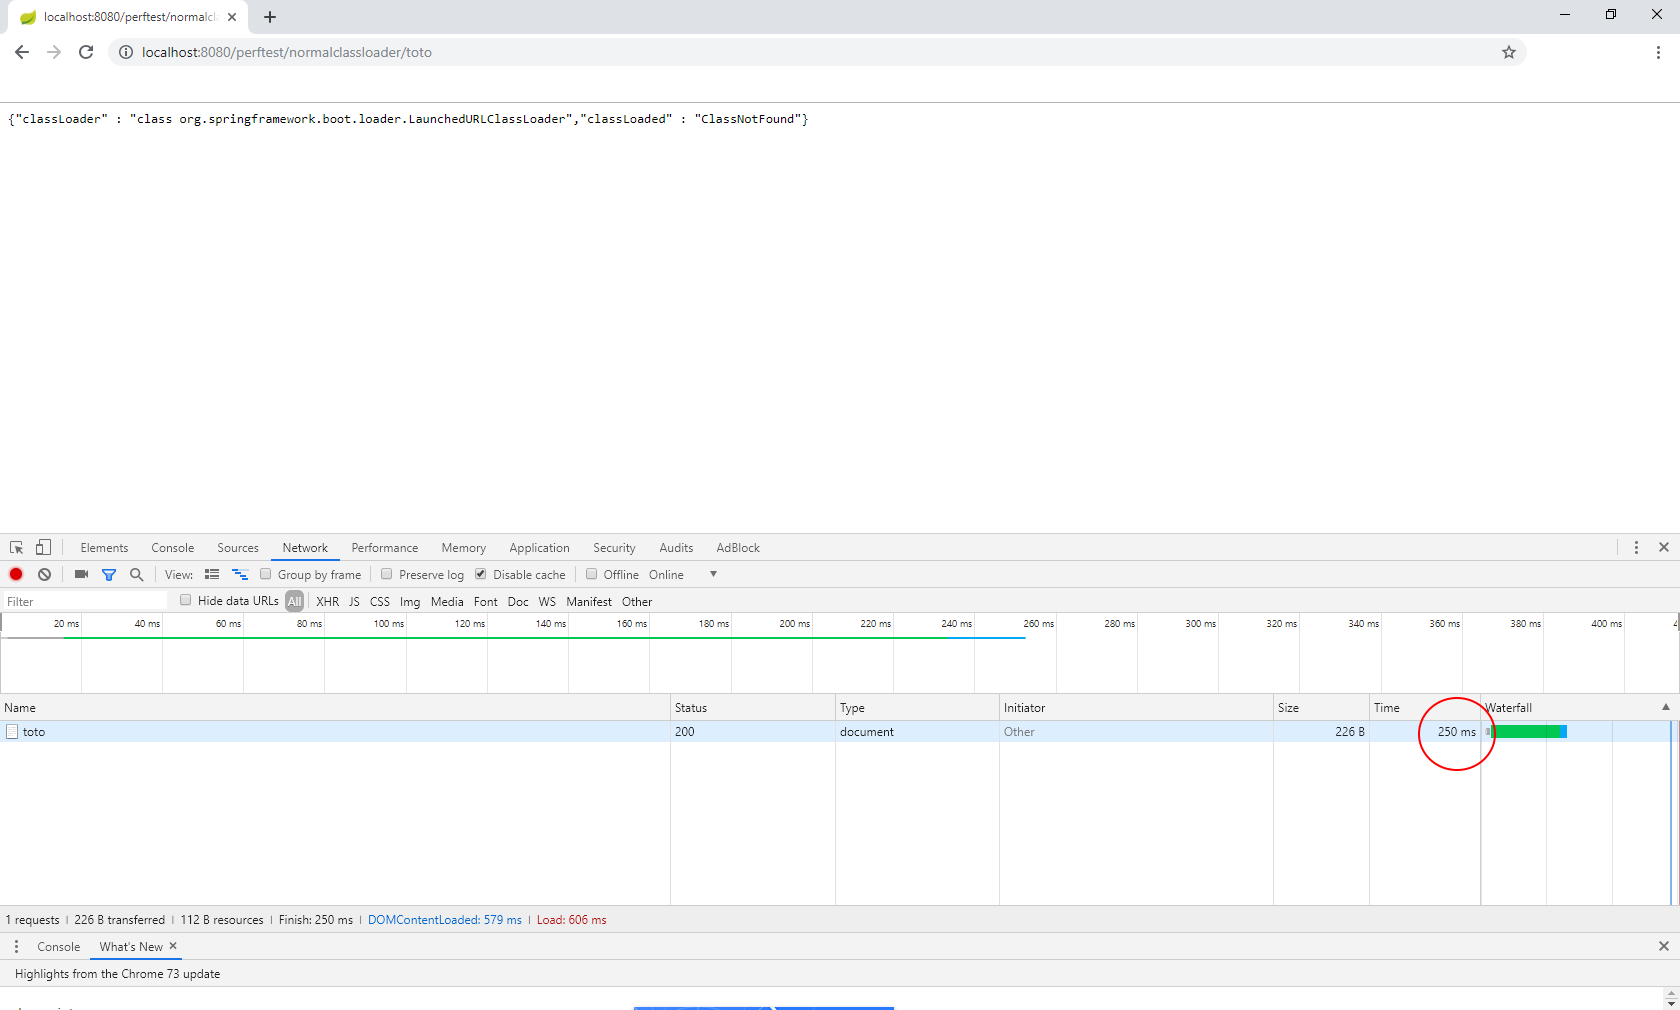 localhost:8080/perftest/normalcla
localhost:8080/perftest/normalclassloader/toto
{"classLoader" : "class org.springframework.boot.loader.LaunchedURLClassLoader","classLoaded" : "ClassNotFound"}
Elements Console Sources Network Performance Memory Application Security Audits AdBlock
View: Group by frame Preserve log Disable cache Offline Online
Filter Hide data URLs All XHR JS CSS Img Media Font Doc WS Manifest Other
20 ms 40 ms 60 ms 80 ms 100 ms 120 ms 140 ms 160 ms 180 ms 200 ms 220 ms 240 ms 260 ms 280 ms 300 ms 320 ms 340 ms 360 ms 380 ms 400 ms
Name Status Type Initiator Size Time Waterfall
toto 200 document Other 226 B 250 ms
1 requests 226 B transferred 112 B resources Finish: 250 ms DOMContentLoaded: 579 ms Load: 606 ms
Console What's New
Highlights from the Chrome 73 update